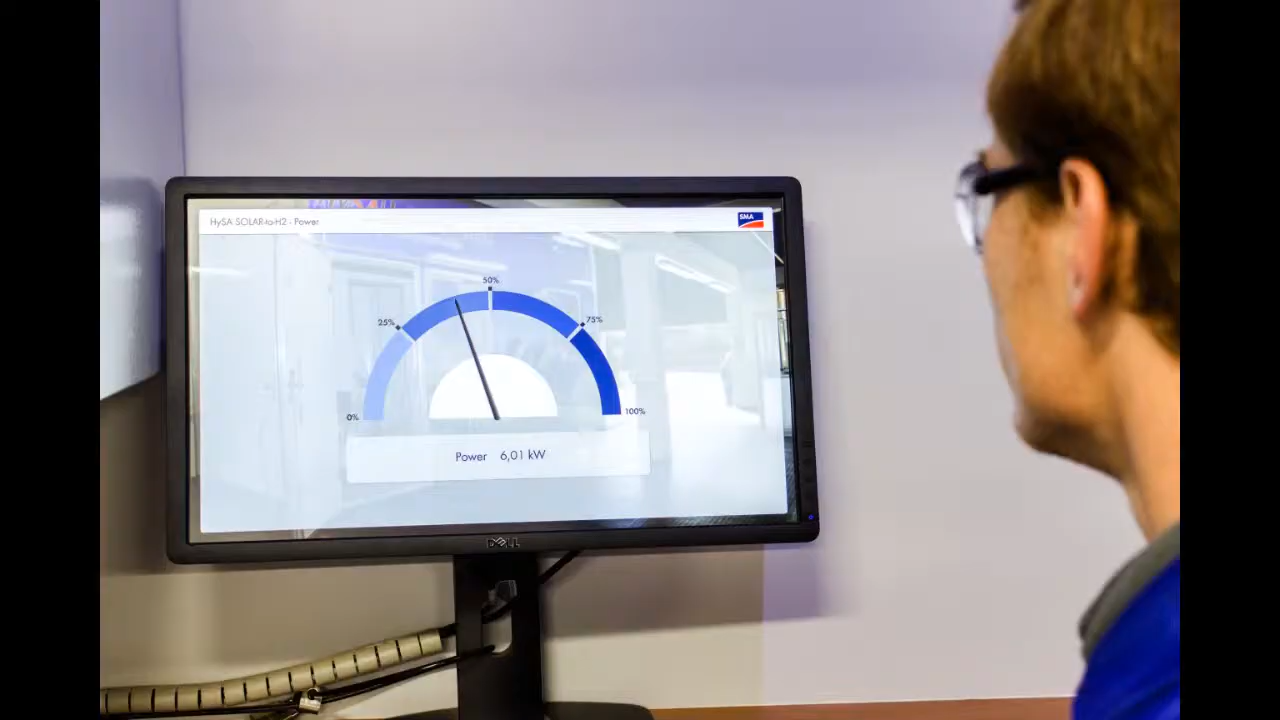 HySA SOLAR-to-H2 - Power
SMA
50%
25%
75%
0%
100%
Power 6,01 kW
DELL